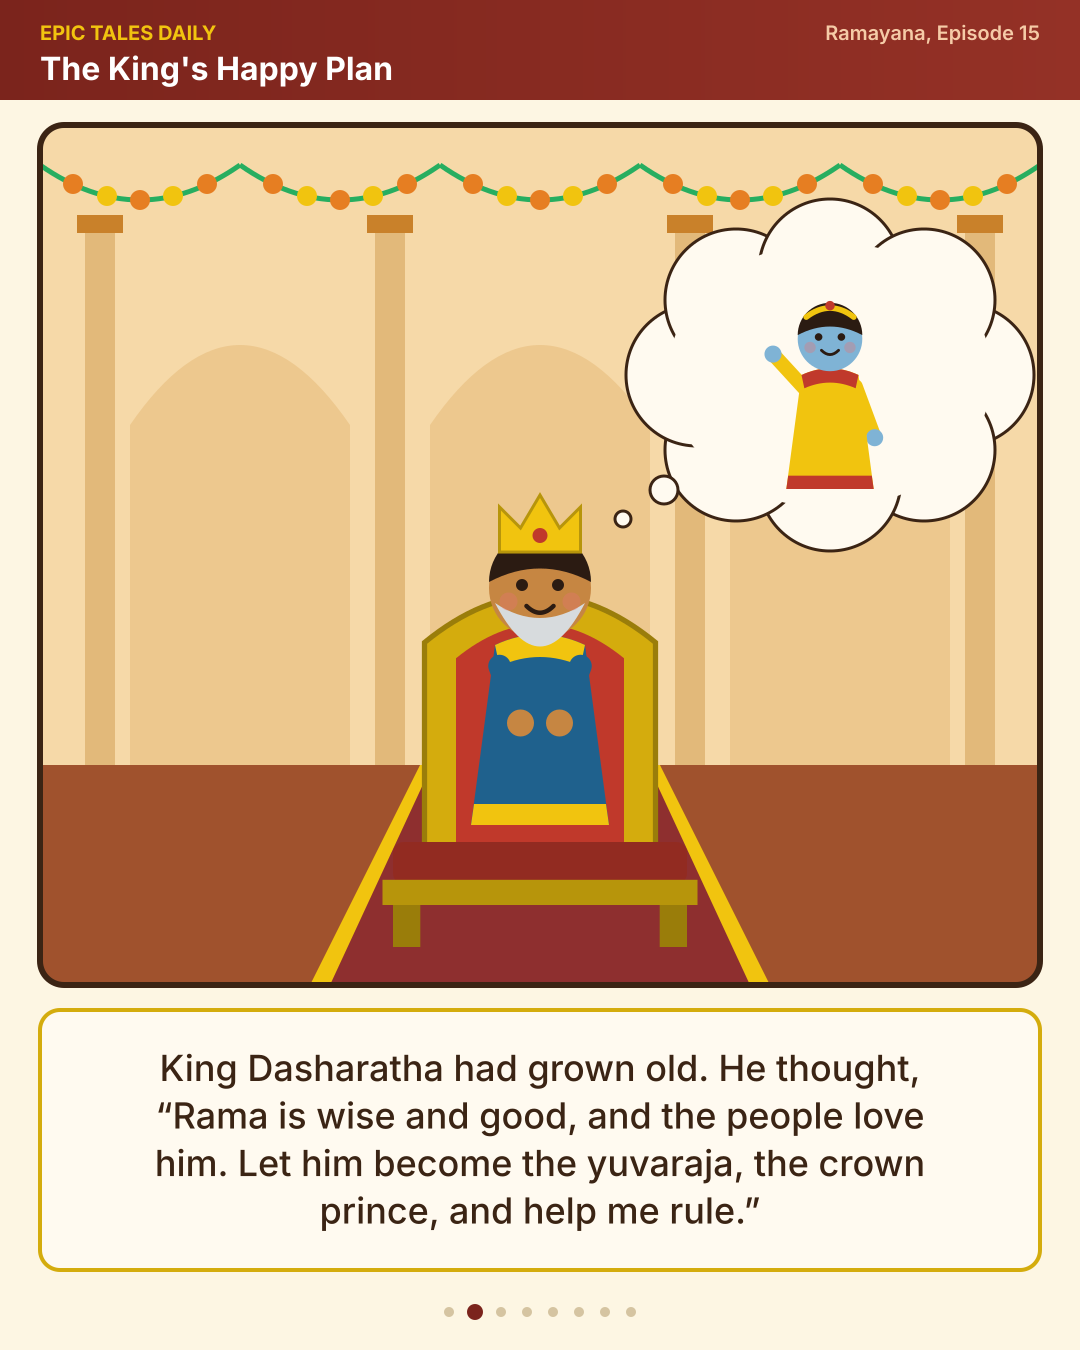 EPIC TALES DAILY
Ramayana, Episode 15
The King's Happy Plan
King Dasharatha had grown old. He thought,
“Rama is wise and good, and the people love
him. Let him become the yuvaraja, the crown
prince, and help me rule.”